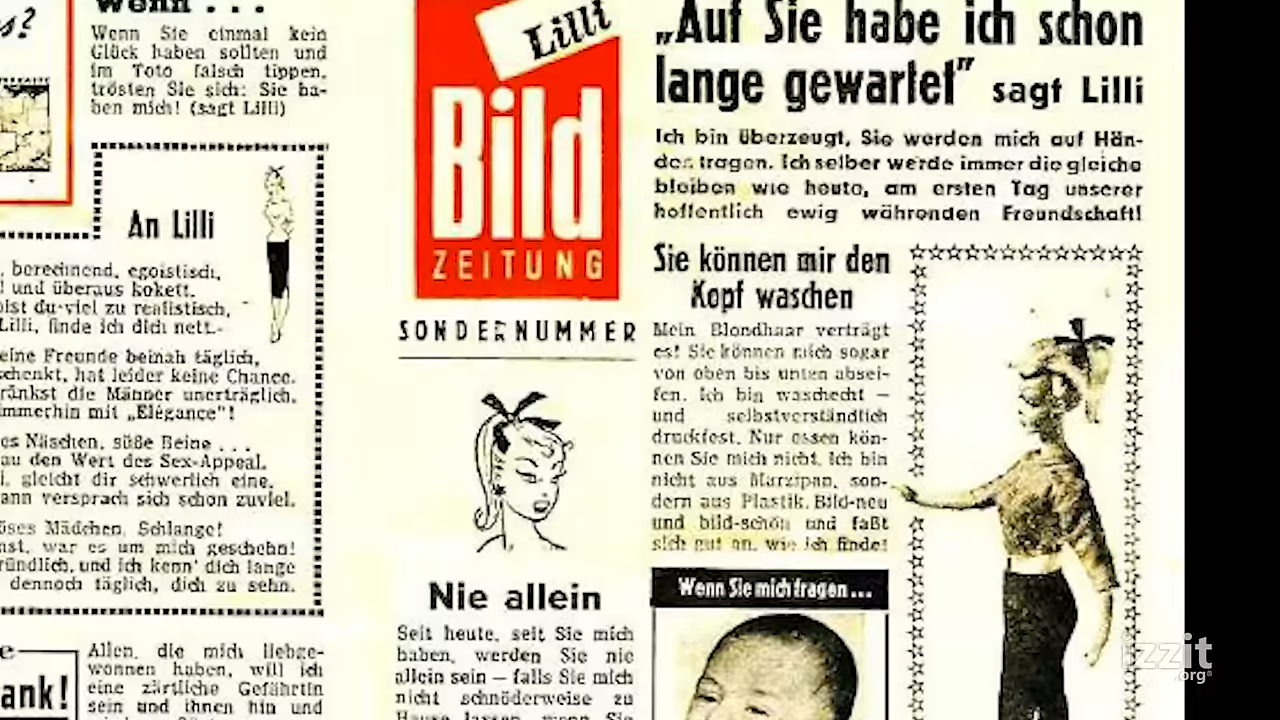 s?
wenn . . .
Wenn Sie einmal kein
Glück haben sollten und
im Toto falsch tippen,
trösten Sie sich: Sie ha-
ben mich! (sagt Lilli)
An Lilli
, berechnend, egoistisch,
und überaus kokett.
bist du viel zu realistisch,
Lilli, finde ich dich nett.-
eine Freunde beinah täglich,
schenkt, hat leider keine Chance.
kränkst die Männer unerträglich,
immerhin mit „Elégance"!
es Näschen, süße Beine . . .
au den Wert des Sex-Appeal.
i, gleicht dir schwerlich eine,
ann versprach sich schon zuviel.
öses Mädchen, Schlange!
nst, war es um mich geschehn!
ründlich, und ich kenn' dich lange
dennoch täglich, dich zu sehn.
e
ank!
Allen, die mich liebge-
wonnen haben, will ich
eine zärtliche Gefährtin
sein und ihnen hin und
Lilli
Bild
ZEITUNG
SONDERNUMMER
Nie allein
Seit heute, seit Sie mich
haben, werden Sie nie
allein sein – falls Sie mich
nicht schnöderweise zu
Hause lassen, wenn Sie
„Auf Sie habe ich schon
lange gewartet" sagt Lilli
Ich bin überzeugt, Sie werden mich auf Hän-
den tragen. Ich selber werde immer die gleiche
bleiben wie heute, am ersten Tag unserer
hoffentlich ewig währenden Freundschaft!
Sie können mir den
Kopf waschen
Mein Blondhaar verträgt
es! Sie können mich sogar
von oben bis unten absei-
fen. Ich bin waschecht –
und selbstverständlich
druckfest. Nur essen kön-
nen Sie mich nicht. Ich bin
nicht aus Marzipan, son-
dern aus Plastik. Bild-neu
und bild-schön und faßt
sich gut an, wie ich finde!
Wenn Sie mich fragen...
izzit
.org®